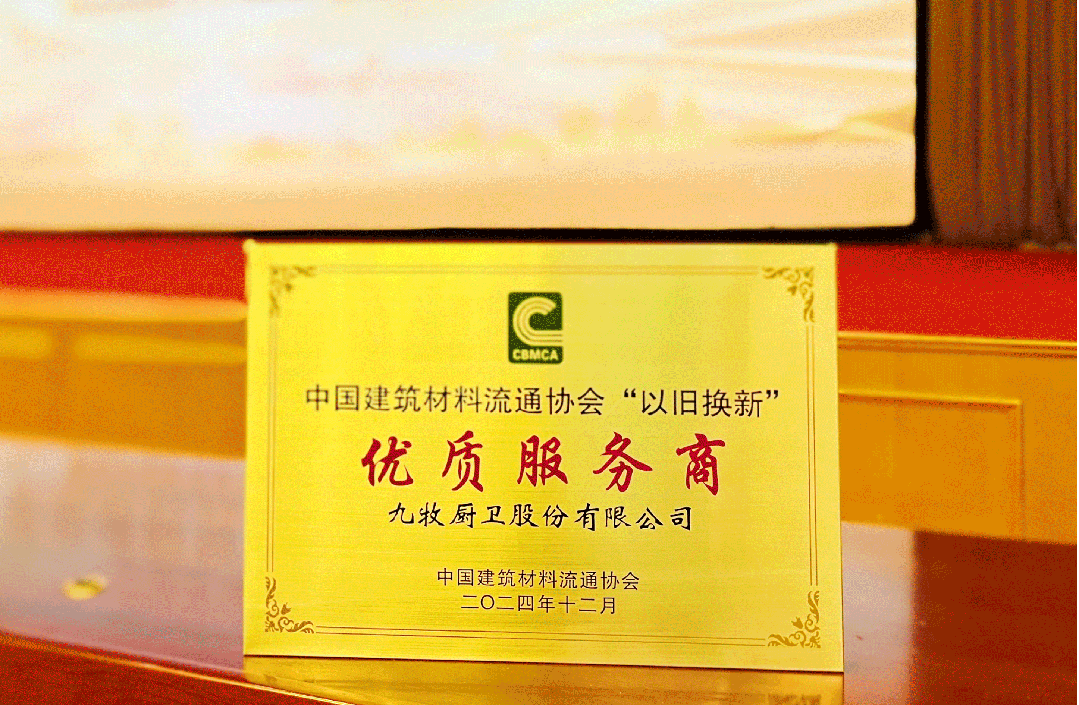 CBMCA
中国建筑材料流通协会“以旧换新”
优质服务商
九牧厨卫股份有限公司
中国建筑材料流通协会
二〇二四年十二月